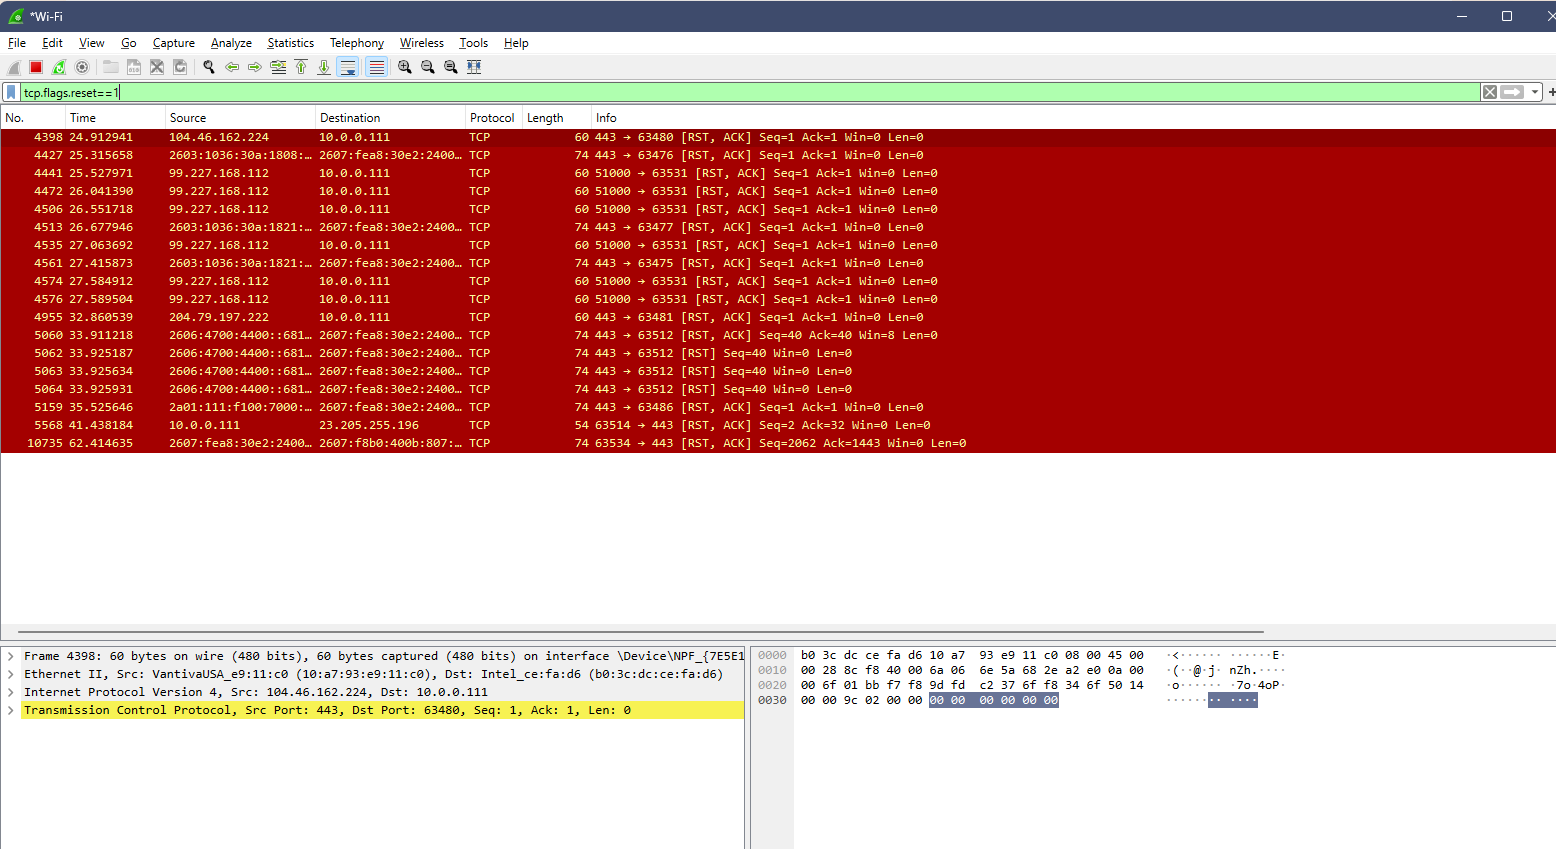 *Wi-Fi
File Edit View Go Capture Analyze Statistics Telephony Wireless Tools Help
tcp.flags.reset==1
No. Time Source Destination Protocol Length Info
4398 24.912941 104.46.162.224 10.0.0.111 TCP 60 443 → 63480 [RST, ACK] Seq=1 Ack=1 Win=0 Len=0
4427 25.315658 2603:1036:30a:1808:… 2607:fea8:30e2:2400… TCP 74 443 → 63476 [RST, ACK] Seq=1 Ack=1 Win=0 Len=0
4441 25.527971 99.227.168.112 10.0.0.111 TCP 60 51000 → 63531 [RST, ACK] Seq=1 Ack=1 Win=0 Len=0
4472 26.041390 99.227.168.112 10.0.0.111 TCP 60 51000 → 63531 [RST, ACK] Seq=1 Ack=1 Win=0 Len=0
4506 26.551718 99.227.168.112 10.0.0.111 TCP 60 51000 → 63531 [RST, ACK] Seq=1 Ack=1 Win=0 Len=0
4513 26.677946 2603:1036:30a:1821:… 2607:fea8:30e2:2400… TCP 74 443 → 63477 [RST, ACK] Seq=1 Ack=1 Win=0 Len=0
4535 27.063692 99.227.168.112 10.0.0.111 TCP 60 51000 → 63531 [RST, ACK] Seq=1 Ack=1 Win=0 Len=0
4561 27.415873 2603:1036:30a:1821:… 2607:fea8:30e2:2400… TCP 74 443 → 63475 [RST, ACK] Seq=1 Ack=1 Win=0 Len=0
4574 27.584912 99.227.168.112 10.0.0.111 TCP 60 51000 → 63531 [RST, ACK] Seq=1 Ack=1 Win=0 Len=0
4576 27.589504 99.227.168.112 10.0.0.111 TCP 60 51000 → 63531 [RST, ACK] Seq=1 Ack=1 Win=0 Len=0
4955 32.860539 204.79.197.222 10.0.0.111 TCP 60 443 → 63481 [RST, ACK] Seq=1 Ack=1 Win=0 Len=0
5060 33.911218 2606:4700:4400::681… 2607:fea8:30e2:2400… TCP 74 443 → 63512 [RST, ACK] Seq=40 Ack=40 Win=8 Len=0
5062 33.925187 2606:4700:4400::681… 2607:fea8:30e2:2400… TCP 74 443 → 63512 [RST] Seq=40 Win=0 Len=0
5063 33.925634 2606:4700:4400::681… 2607:fea8:30e2:2400… TCP 74 443 → 63512 [RST] Seq=40 Win=0 Len=0
5064 33.925931 2606:4700:4400::681… 2607:fea8:30e2:2400… TCP 74 443 → 63512 [RST] Seq=40 Win=0 Len=0
5159 35.525646 2a01:111:f100:7000:… 2607:fea8:30e2:2400… TCP 74 443 → 63486 [RST, ACK] Seq=1 Ack=1 Win=0 Len=0
5568 41.438184 10.0.0.111 23.205.255.196 TCP 54 63514 → 443 [RST, ACK] Seq=2 Ack=32 Win=0 Len=0
10735 62.414635 2607:fea8:30e2:2400… 2607:f8b0:400b:807:… TCP 74 63534 → 443 [RST, ACK] Seq=2062 Ack=1443 Win=0 Len=0
Frame 4398: 60 bytes on wire (480 bits), 60 bytes captured (480 bits) on interface \Device\NPF_{7E5E1
Ethernet II, Src: VantivaUSA_e9:11:c0 (10:a7:93:e9:11:c0), Dst: Intel_ce:fa:d6 (b0:3c:dc:ce:fa:d6)
Internet Protocol Version 4, Src: 104.46.162.224, Dst: 10.0.0.111
Transmission Control Protocol, Src Port: 443, Dst Port: 63480, Seq: 1, Ack: 1, Len: 0
0000 b0 3c dc ce fa d6 10 a7 93 e9 11 c0 08 00 45 00 ·<······ ······E·
0010 00 28 8c f8 40 00 6a 06 6e 5a 68 2e a2 e0 0a 00 ·(··@·j· nZh.····
0020 00 6f 01 bb f7 f8 9d fd c2 37 6f f8 34 6f 50 14 ·o······ ·7o·4oP·
0030 00 00 9c 02 00 00 00 00 00 00 00 00 ········ ····